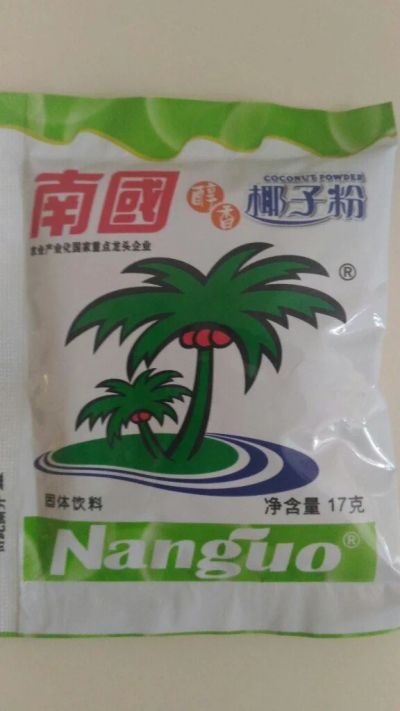 COCONUT POWDER
南國 醇香 椰子粉
农业产业化国家重点龙头企业
®
固体饮料 净含量 17克
Nanguo®